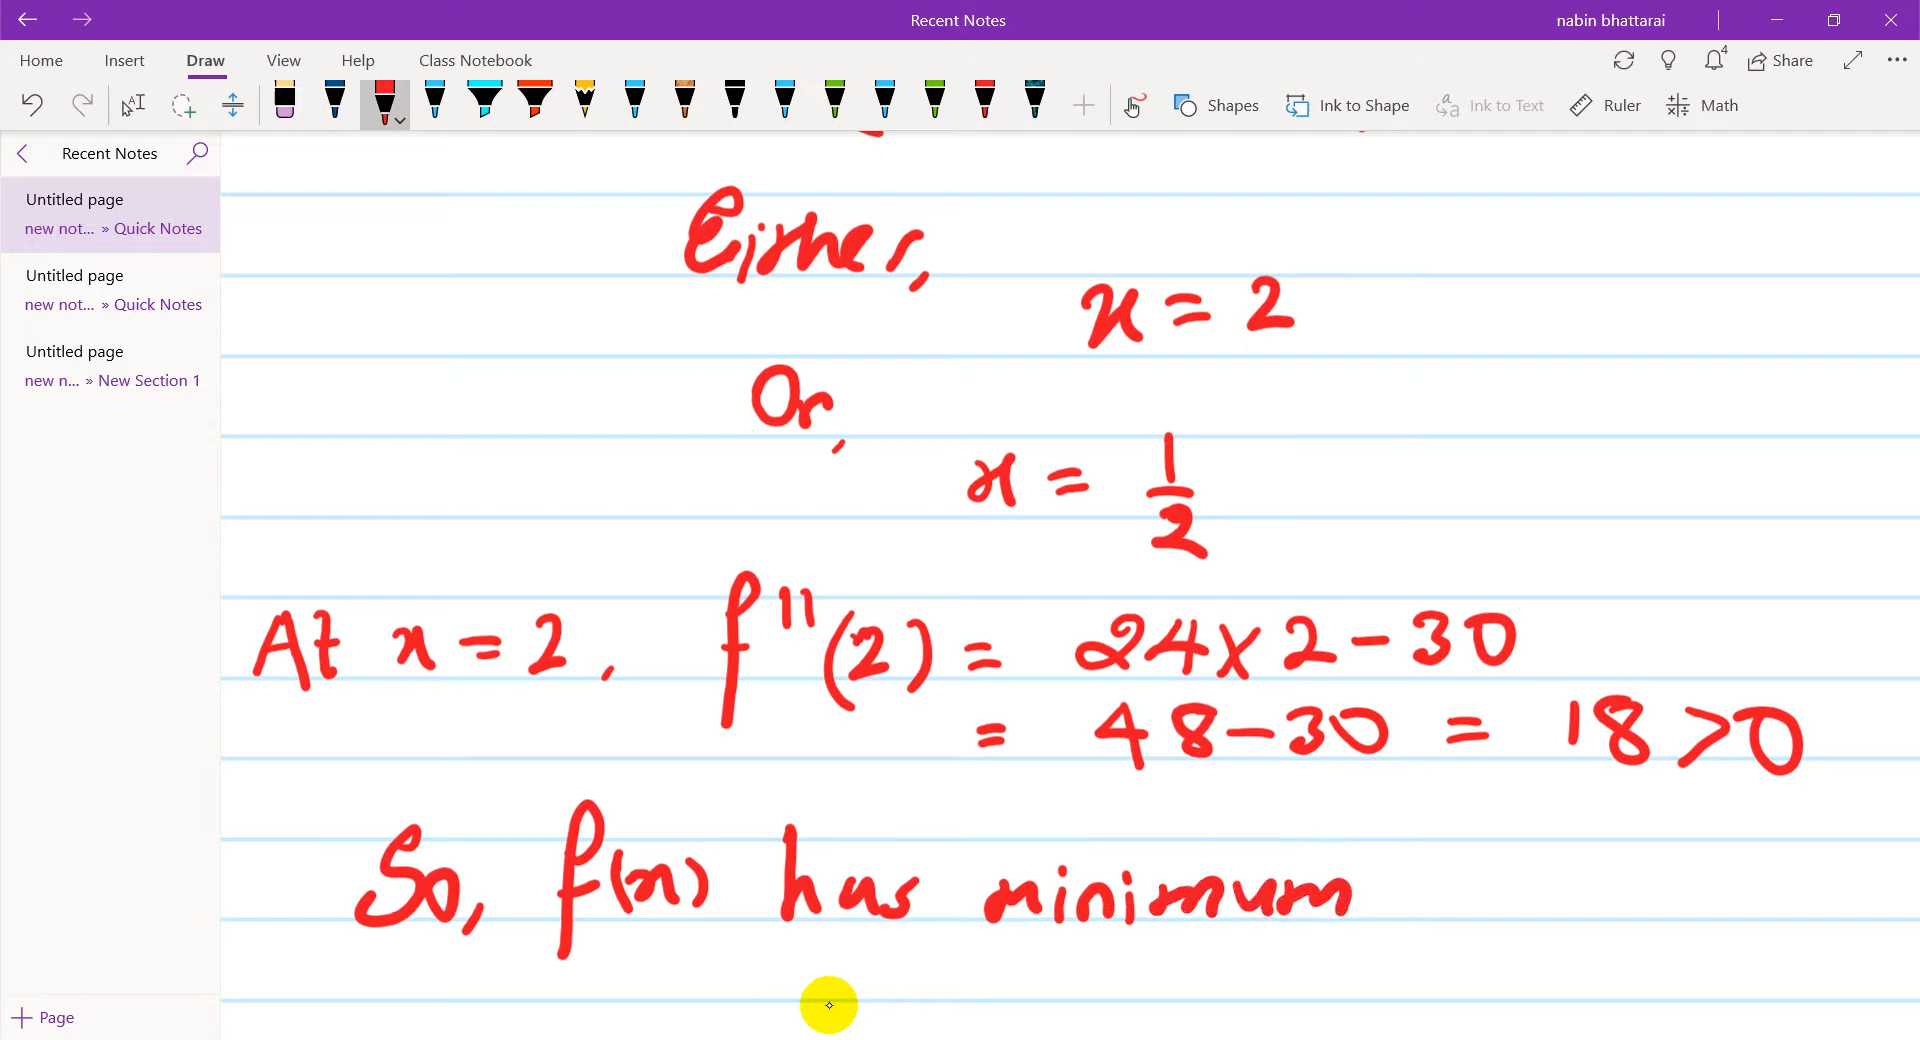 Recent Notes
nabin bhattarai
Home Insert Draw View Help Class Notebook
4
Share
Shapes Ink to Shape Ink to Text Ruler Math
Recent Notes
Untitled page
new not... » Quick Notes
Untitled page
new not... » Quick Notes
Untitled page
new n... » New Section 1
Page
Either,
x = 2
Or,
x = 1/2
At x = 2, f''(2) = 24 × 2 - 30
= 48 - 30 = 18 > 0
So, f(x) has minimum